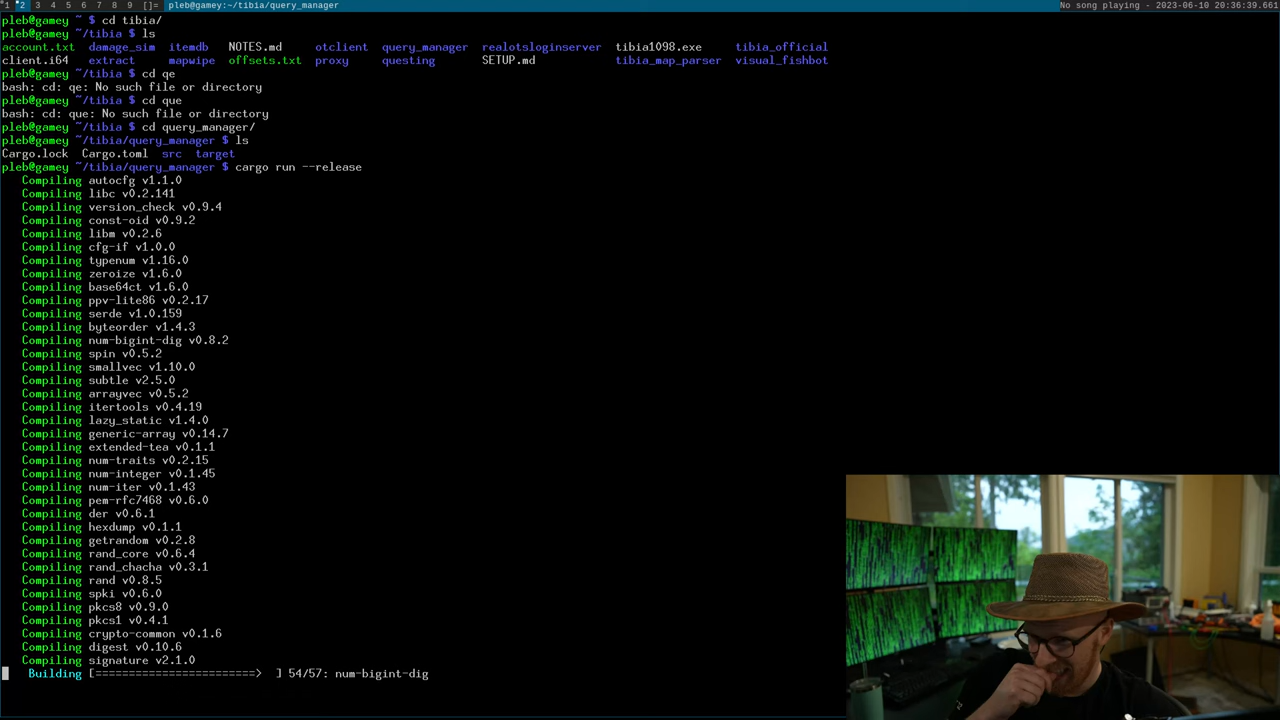 1 2 3 4 5 6 7 8 9 []= pleb@gamey:~/tibia/query_manager No song playing - 2023-06-10 20:36:39.661
pleb@gamey ~ $ cd tibia/
pleb@gamey ~/tibia $ ls
account.txt damage_sim itemdb NOTES.md otclient query_manager realotsloginserver tibia1098.exe tibia_official
client.i64 extract mapwipe offsets.txt proxy questing SETUP.md tibia_map_parser visual_fishbot
pleb@gamey ~/tibia $ cd qe
bash: cd: qe: No such file or directory
pleb@gamey ~/tibia $ cd que
bash: cd: que: No such file or directory
pleb@gamey ~/tibia $ cd query_manager/
pleb@gamey ~/tibia/query_manager $ ls
Cargo.lock Cargo.toml src target
pleb@gamey ~/tibia/query_manager $ cargo run --release
Compiling autocfg v1.1.0
Compiling libc v0.2.141
Compiling version_check v0.9.4
Compiling const-oid v0.9.2
Compiling libm v0.2.6
Compiling cfg-if v1.0.0
Compiling typenum v1.16.0
Compiling zeroize v1.6.0
Compiling base64ct v1.6.0
Compiling ppv-lite86 v0.2.17
Compiling serde v1.0.159
Compiling byteorder v1.4.3
Compiling num-bigint-dig v0.8.2
Compiling spin v0.5.2
Compiling smallvec v1.10.0
Compiling subtle v2.5.0
Compiling arrayvec v0.5.2
Compiling itertools v0.4.19
Compiling lazy_static v1.4.0
Compiling generic-array v0.14.7
Compiling extended-tea v0.1.1
Compiling num-traits v0.2.15
Compiling num-integer v0.1.45
Compiling num-iter v0.1.43
Compiling pem-rfc7468 v0.6.0
Compiling der v0.6.1
Compiling hexdump v0.1.1
Compiling getrandom v0.2.8
Compiling rand_core v0.6.4
Compiling rand_chacha v0.3.1
Compiling rand v0.8.5
Compiling spki v0.6.0
Compiling pkcs8 v0.9.0
Compiling pkcs1 v0.4.1
Compiling crypto-common v0.1.6
Compiling digest v0.10.6
Compiling signature v2.1.0
Building [========================> ] 54/57: num-bigint-dig